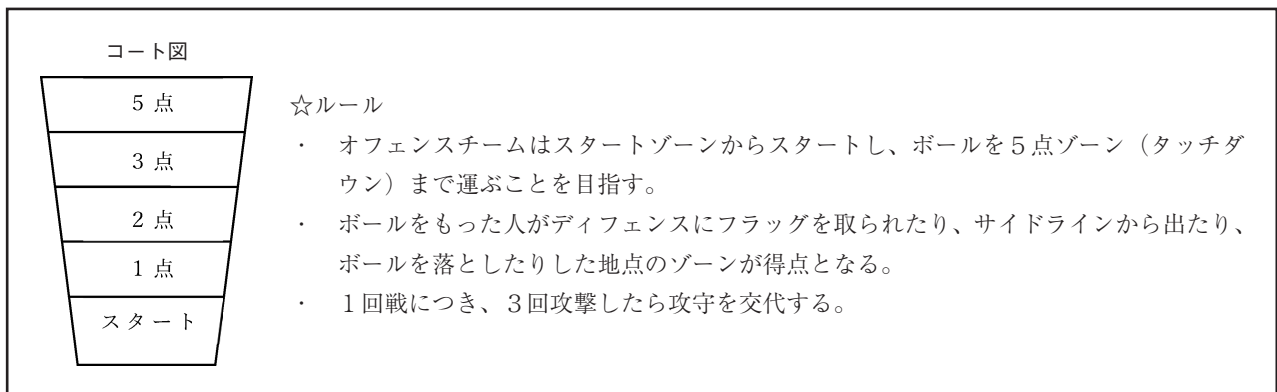 コート図
5 点
3 点
2 点
1 点
スタート
☆ルール
・ オフェンスチームはスタートゾーンからスタートし、ボールを5点ゾーン（タッチダ
ウン）まで運ぶことを目指す。
・ ボールをもった人がディフェンスにフラッグを取られたり、サイドラインから出たり、
ボールを落としたりした地点のゾーンが得点となる。
・ １回戦につき、３回攻撃したら攻守を交代する。